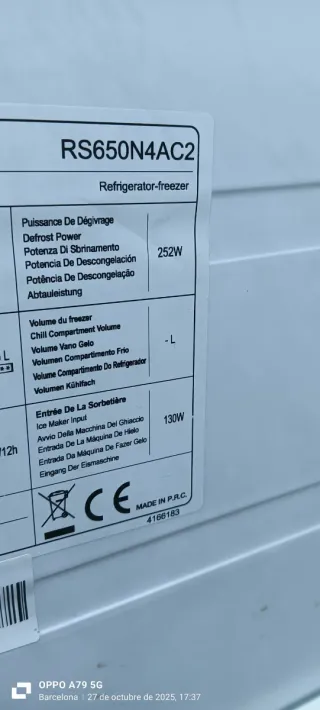 RS650N4AC2
Refrigerator-freezer
Puissance De Dégivrage
Defrost Power
Potenza Di Sbrinamento
Potencia De Descongelación
Potência De Descongelação
Abtauleistung
252W
Volume du freezer
Chill Compartment Volume
Volume Vano Gelo
Volumen Compartimento Frío
Volume Compartimento Do Refrigerador
Volumen Kühlfach
- L
L
Entrée De La Sorbetière
Ice Maker Input
Avvio Della Macchina Del Ghiaccio
Entrada De La Máquina De Hielo
Entrada Da Máquina De Fazer Gelo
Eingang Der Eismaschine
130W
/12h
CE
MADE IN P.R.C.
4166183
OPPO A79 5G
Barcelona | 27 de octubre de 2025, 17:37